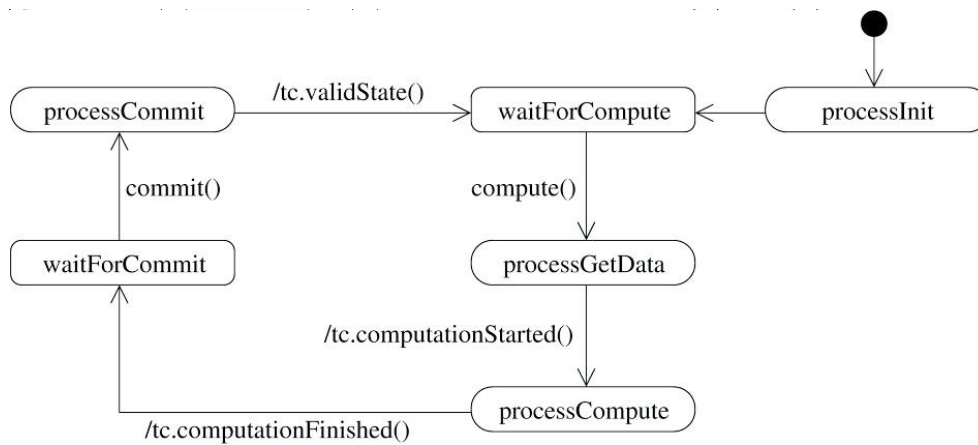 /tc.validState()
processCommit
waitForCompute
processInit
commit()
compute()
waitForCommit
processGetData
/tc.computationStarted()
processCompute
/tc.computationFinished()